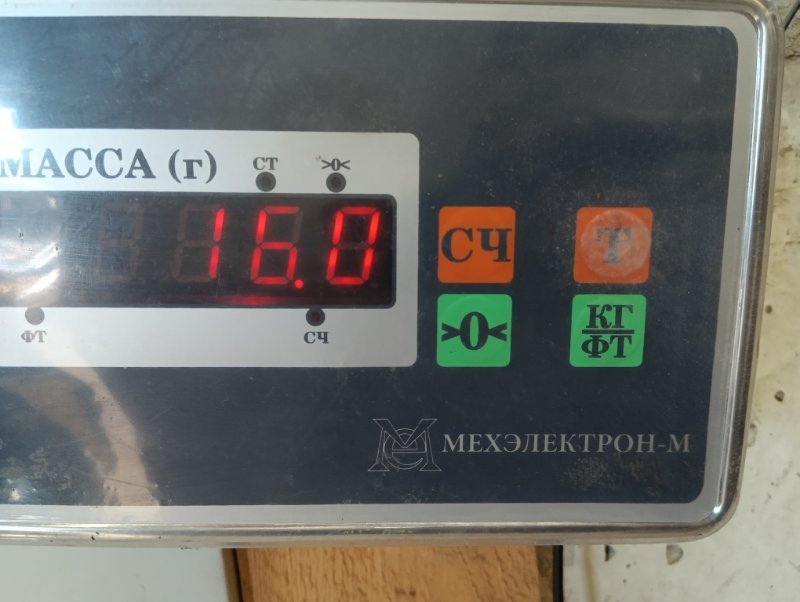 МАССА (г)
СТ
>0<
16.0
ФТ
СЧ
СЧ
Т
>0<
КГ
ФТ
МЕХЭЛЕКТРОН-М